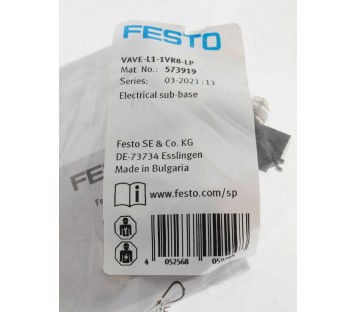 FESTO
VAVE-L1-1VR8-LP
Mat. No.: 573919
Series: 03-2021:13
Electrical sub-base
Festo SE & Co. KG
DE-73734 Esslingen
Made in Bulgaria
www.festo.com/sp
4 052568
FES